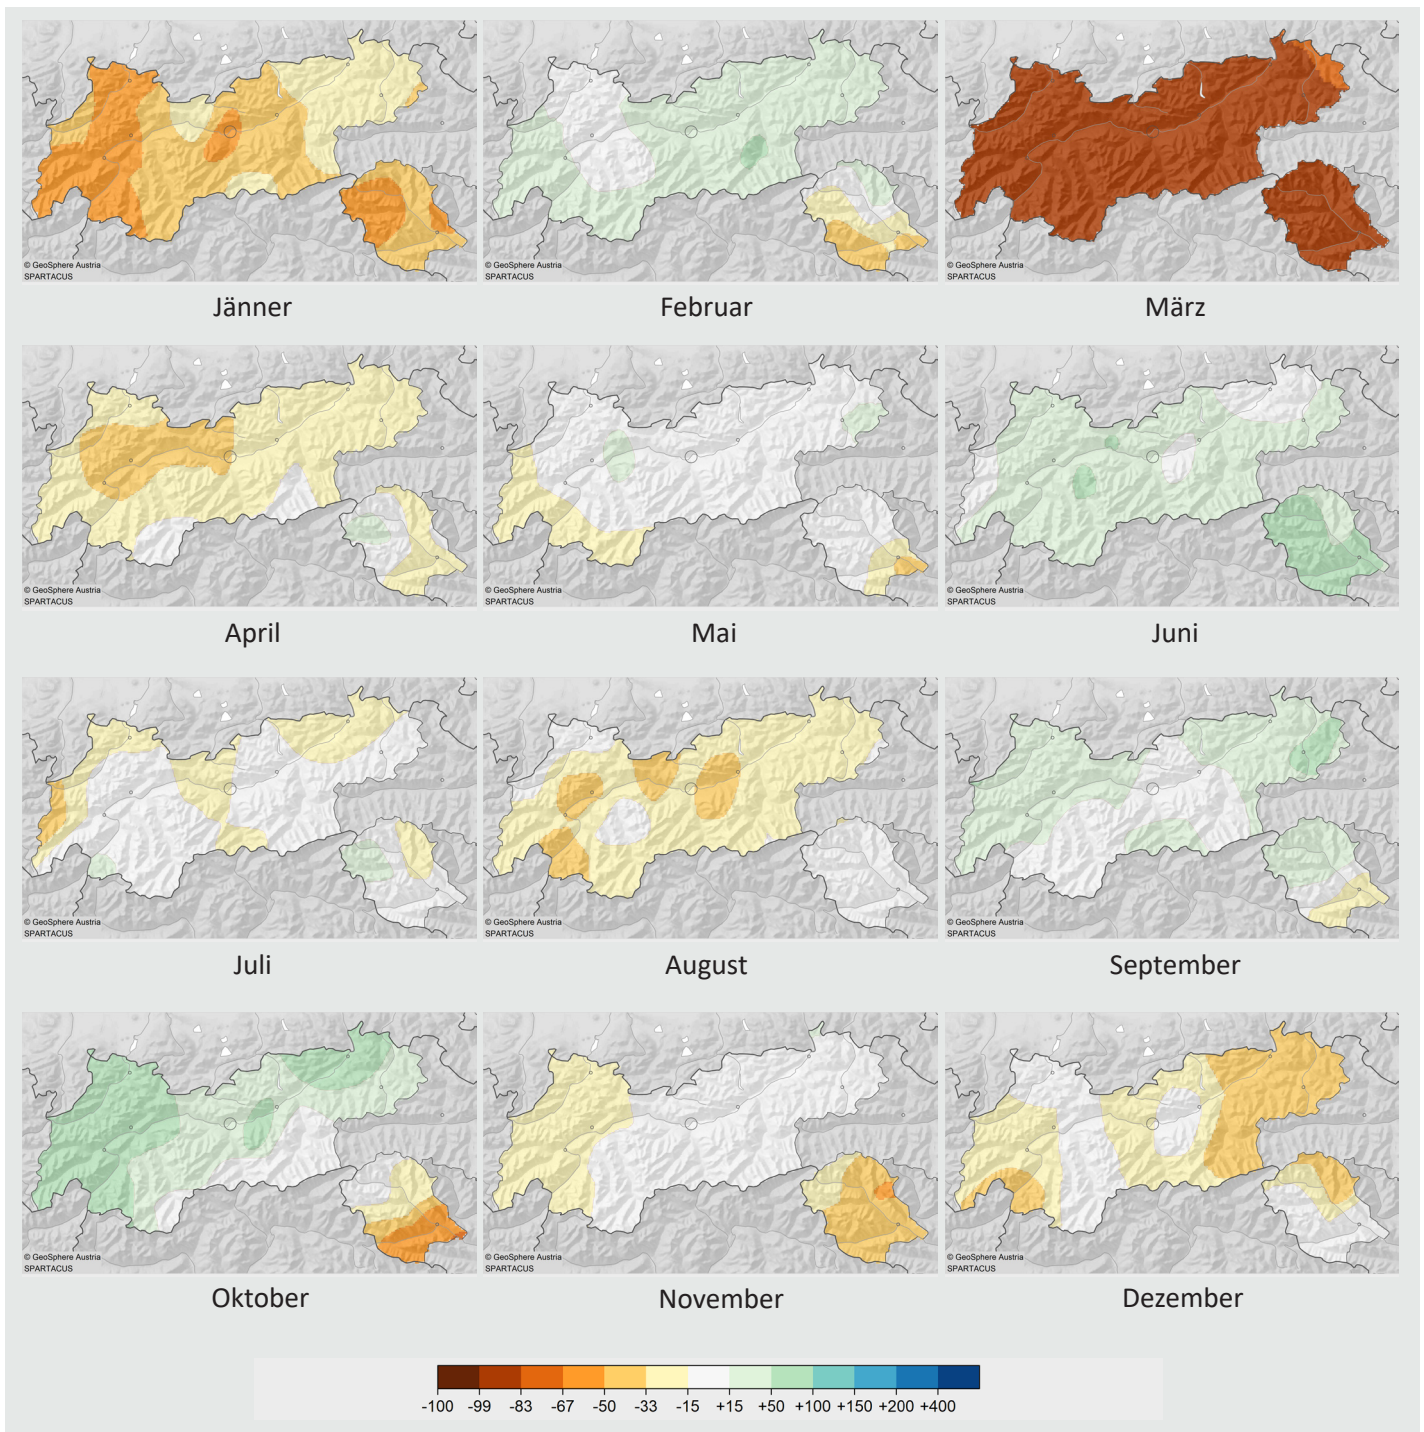 © GeoSphere Austria
SPARTACUS
© GeoSphere Austria
SPARTACUS
© GeoSphere Austria
SPARTACUS
Jänner
Februar
März
© GeoSphere Austria
SPARTACUS
© GeoSphere Austria
SPARTACUS
© GeoSphere Austria
SPARTACUS
April
Mai
Juni
© GeoSphere Austria
SPARTACUS
© GeoSphere Austria
SPARTACUS
© GeoSphere Austria
SPARTACUS
Juli
August
September
© GeoSphere Austria
SPARTACUS
© GeoSphere Austria
SPARTACUS
© GeoSphere Austria
SPARTACUS
Oktober
November
Dezember
-100 -99 -83 -67 -50 -33 -15 +15 +50 +100 +150 +200 +400